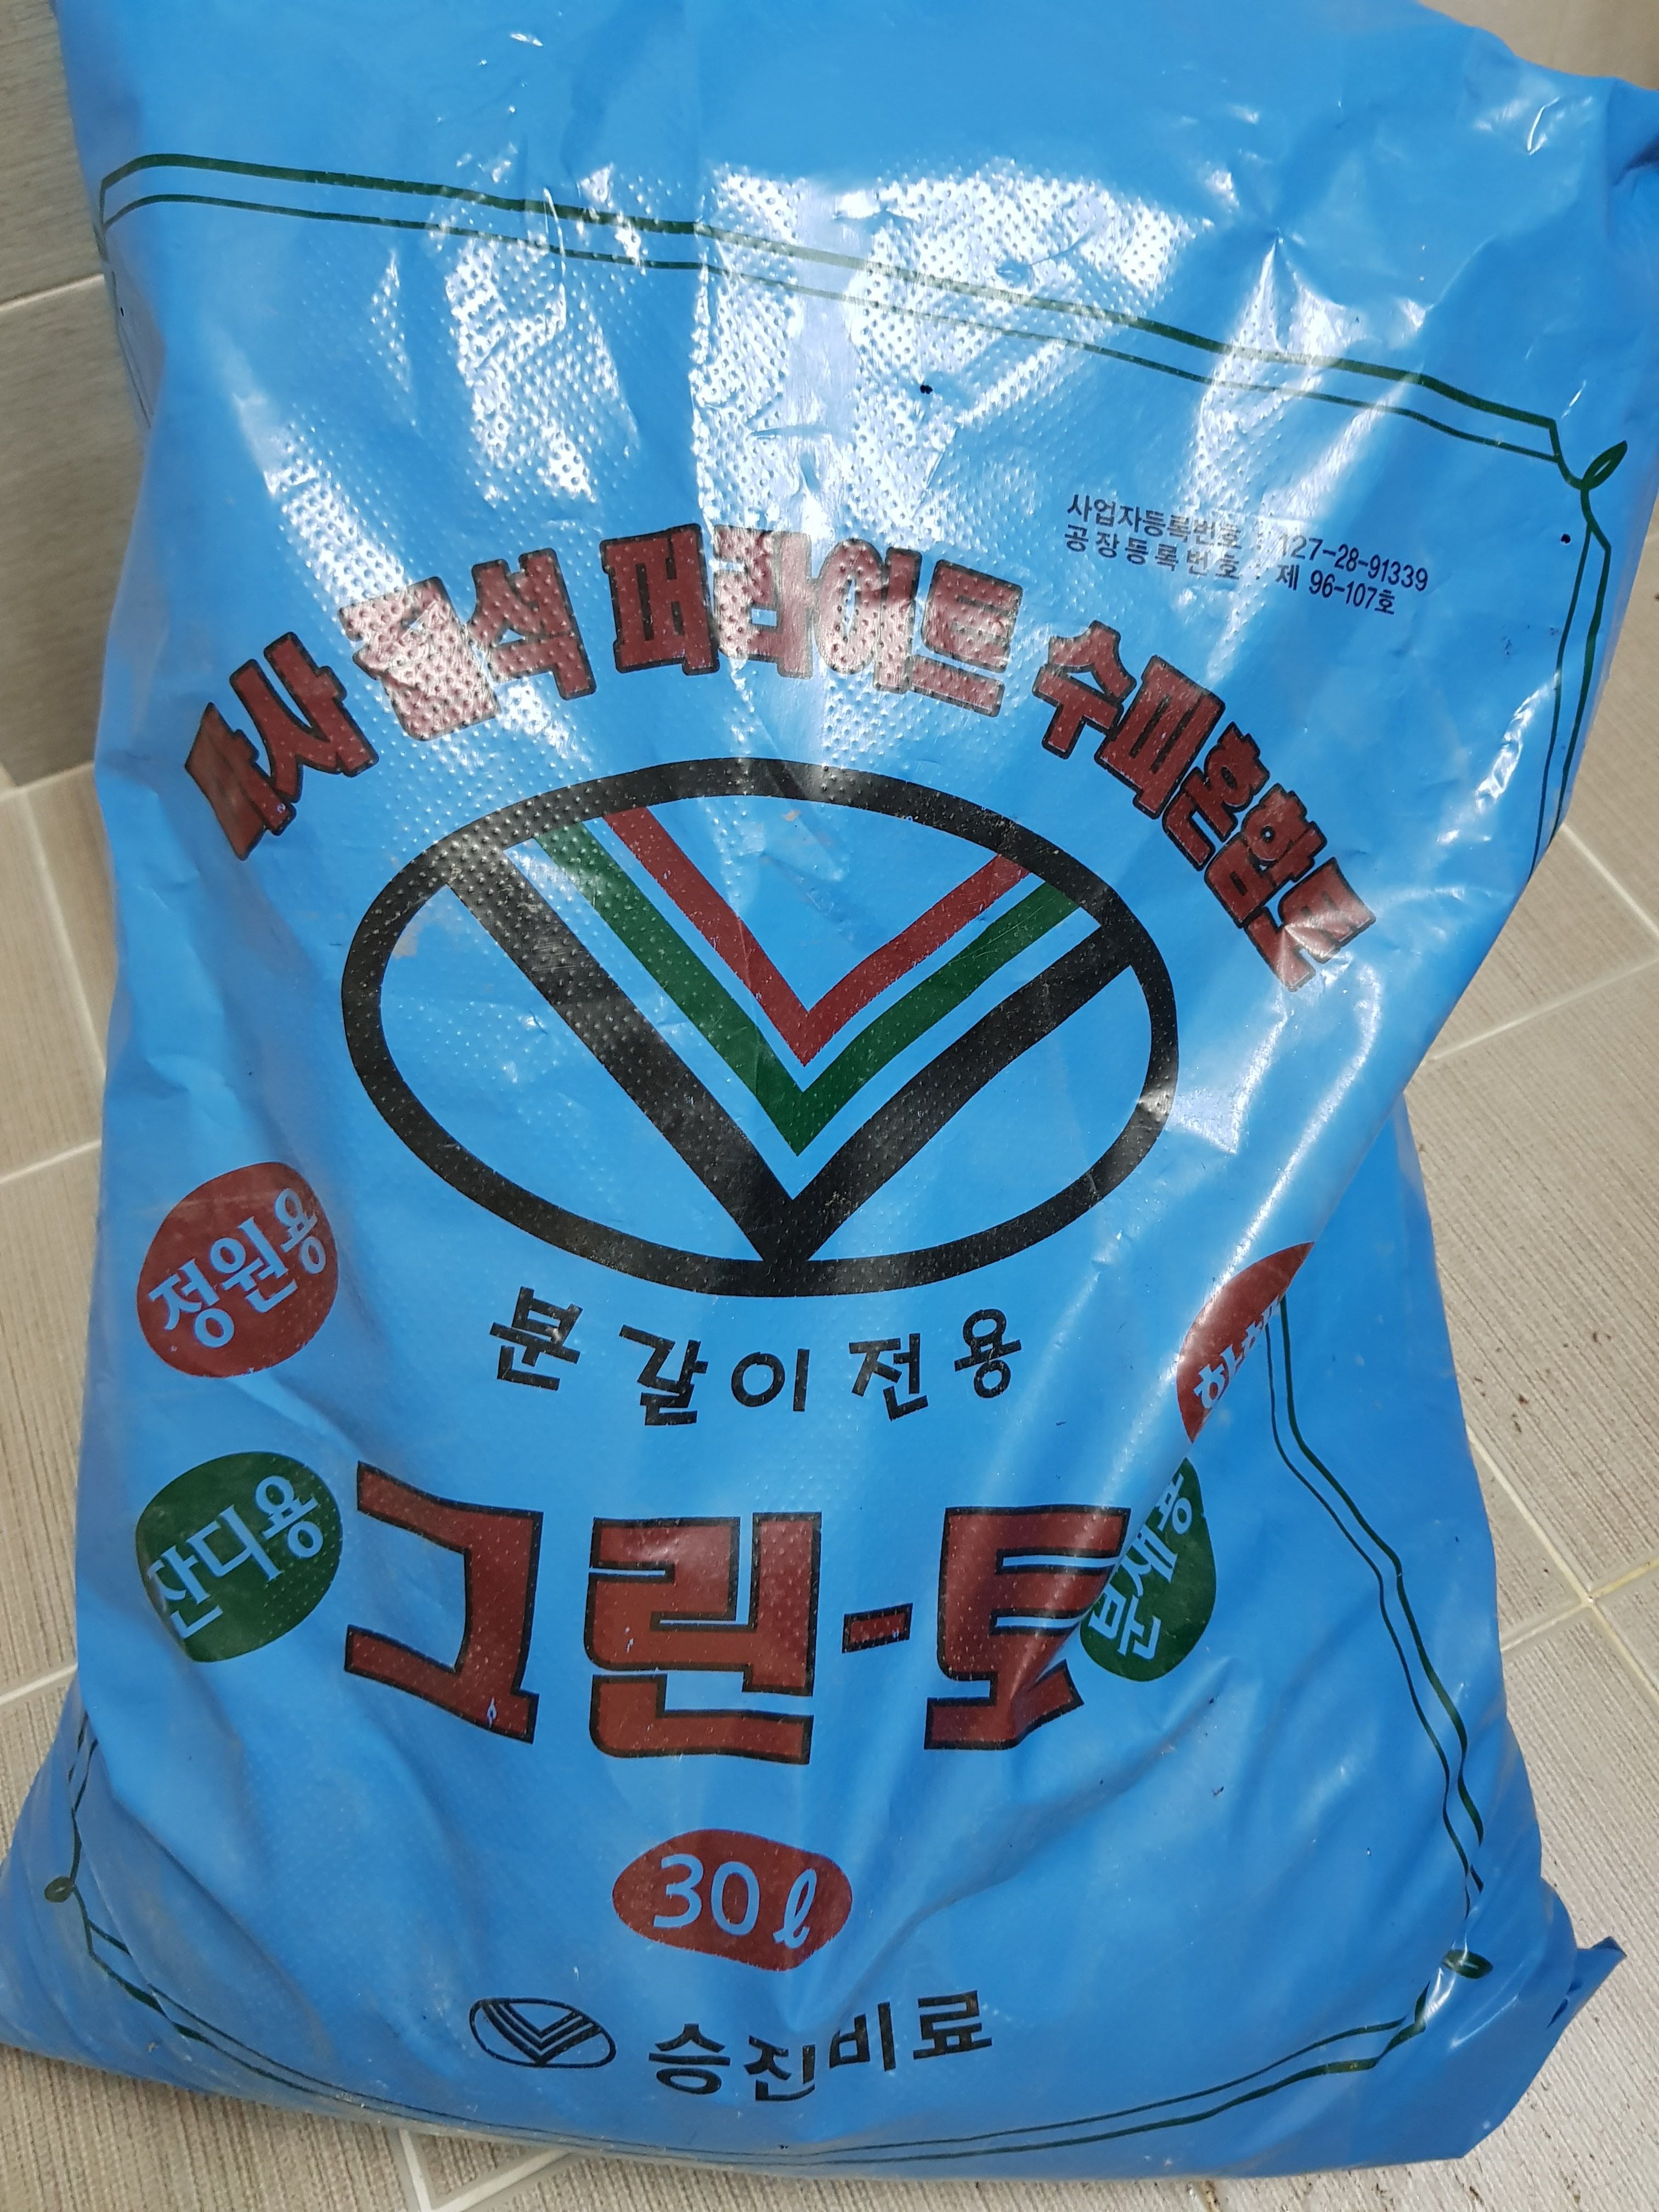 사업자등록번호 : 127-28-91339
공장등록번호 : 제 96-107호
마사 질석 퍼라이트 수피혼합토
정원용
분갈이전용
잔디용
그린-토
30ℓ
승진비료